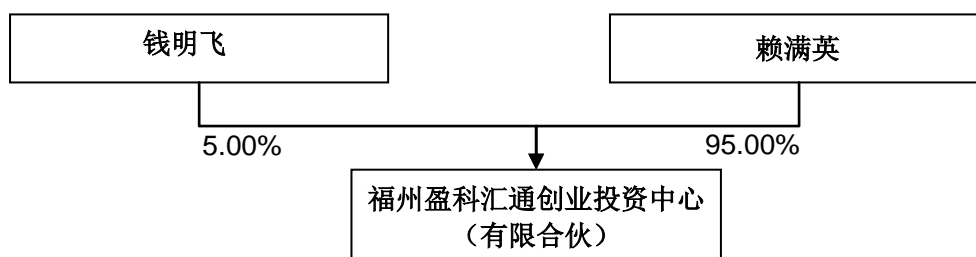 钱明飞
赖满英
5.00%
95.00%
福州盈科汇通创业投资中心
（有限合伙）